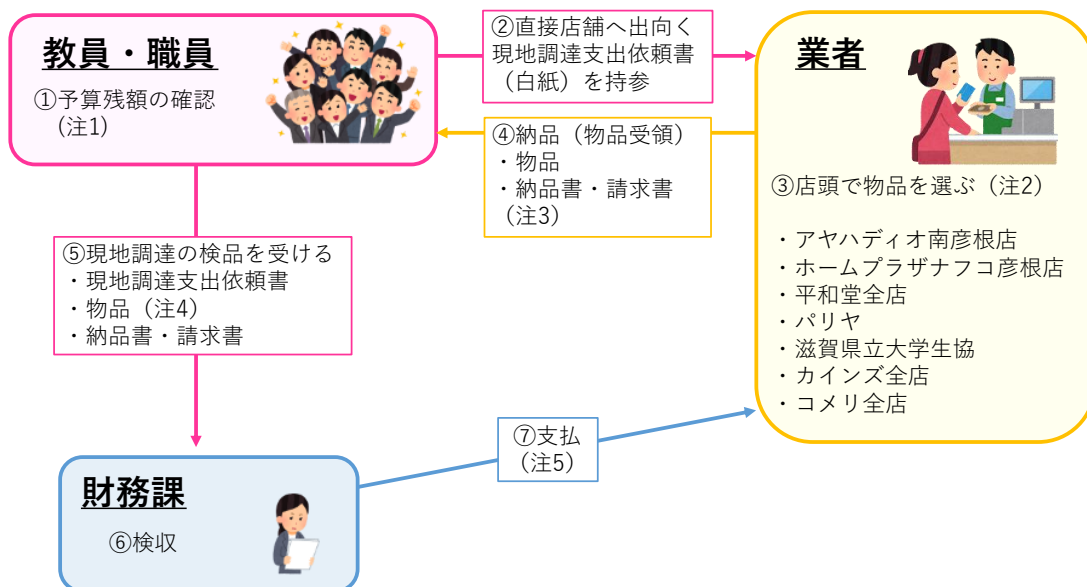 教員・職員
①予算残額の確認
（注1）
②直接店舗へ出向く
現地調達支出依頼書
（白紙）を持参
業者
③店頭で物品を選ぶ（注2）
・アヤハディオ南彦根店
・ホームプラザナフコ彦根店
・平和堂全店
・パリヤ
・滋賀県立大学生協
・カインズ全店
・コメリ全店
④納品（物品受領）
・物品
・納品書・請求書
（注3）
⑤現地調達の検品を受ける
・現地調達支出依頼書
・物品（注4）
・納品書・請求書
財務課
⑥検収
⑦支払
（注5）